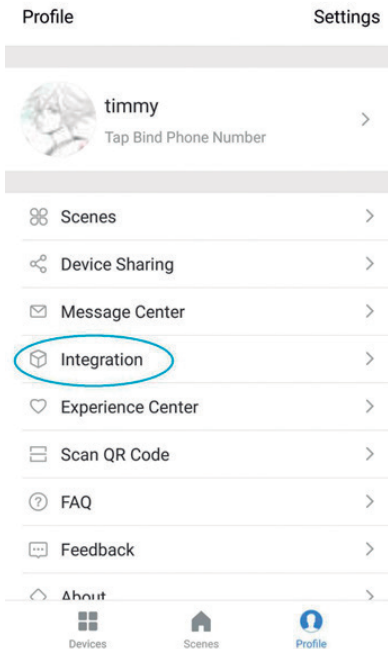 Profile Settings
timmy
Tap Bind Phone Number
Scenes
Device Sharing
Message Center
Integration
Experience Center
Scan QR Code
FAQ
Feedback
About
Devices Scenes Profile